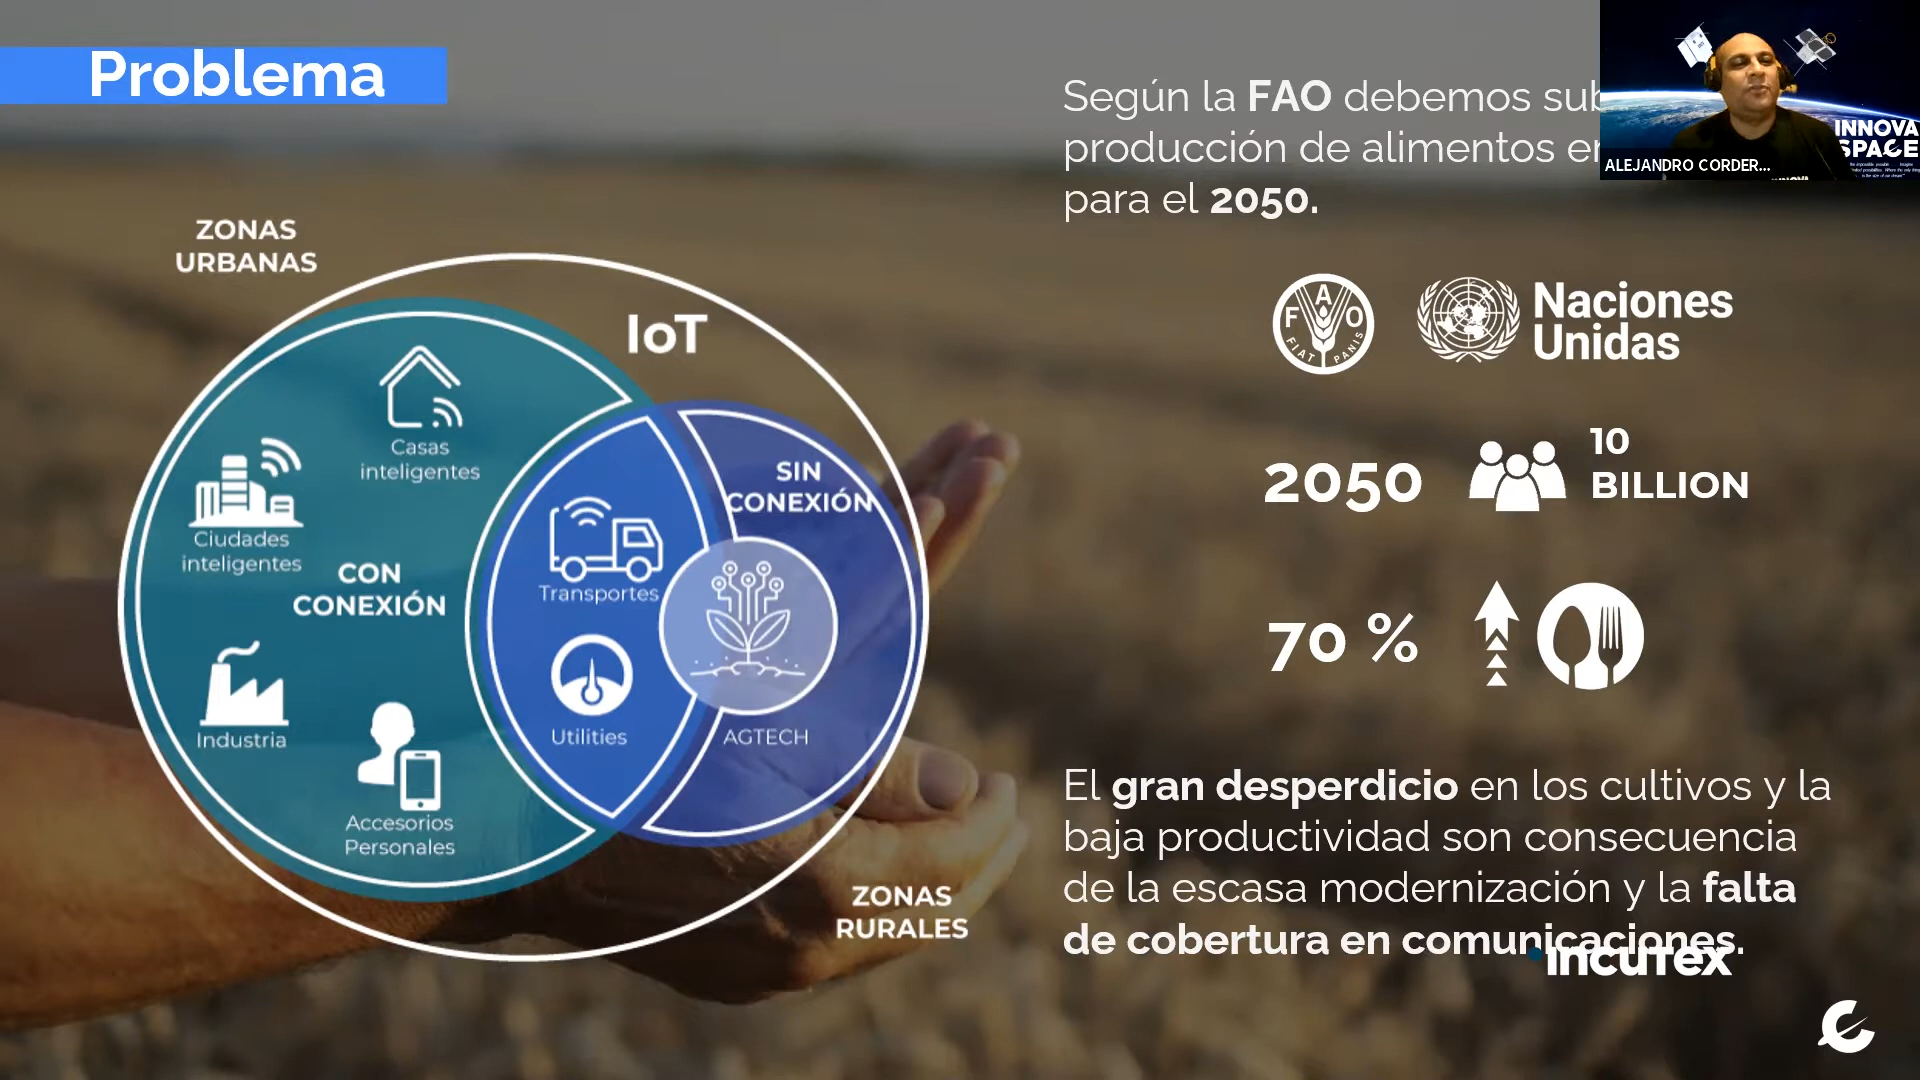 Problema
Según la FAO debemos
producción de alimentos
para el 2050.
INNOVA
SPACE
ALEJANDRO CORDER...
ZONAS
URBANAS
IoT
Casas
inteligentes
Ciudades
inteligentes
CON
CONEXIÓN
Industria
Accesorios
Personales
Transportes
Utilities
SIN
CONEXIÓN
AGTECH
ZONAS
RURALES
F A O
FIAT PANIS
Naciones
Unidas
2050
10
BILLION
70 %
El gran desperdicio en los cultivos y la
baja productividad son consecuencia
de la escasa modernización y la falta
de cobertura en comunicaciones.
incutex